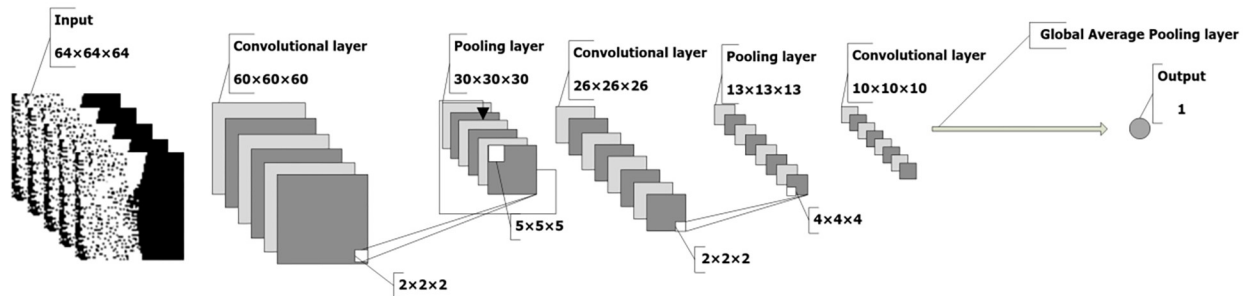 Input
64×64×64
Convolutional layer
60×60×60
Pooling layer
30×30×30
Convolutional layer
26×26×26
Pooling layer
13×13×13
Convolutional layer
10×10×10
Global Average Pooling layer
Output
1
2×2×2
5×5×5
2×2×2
4×4×4